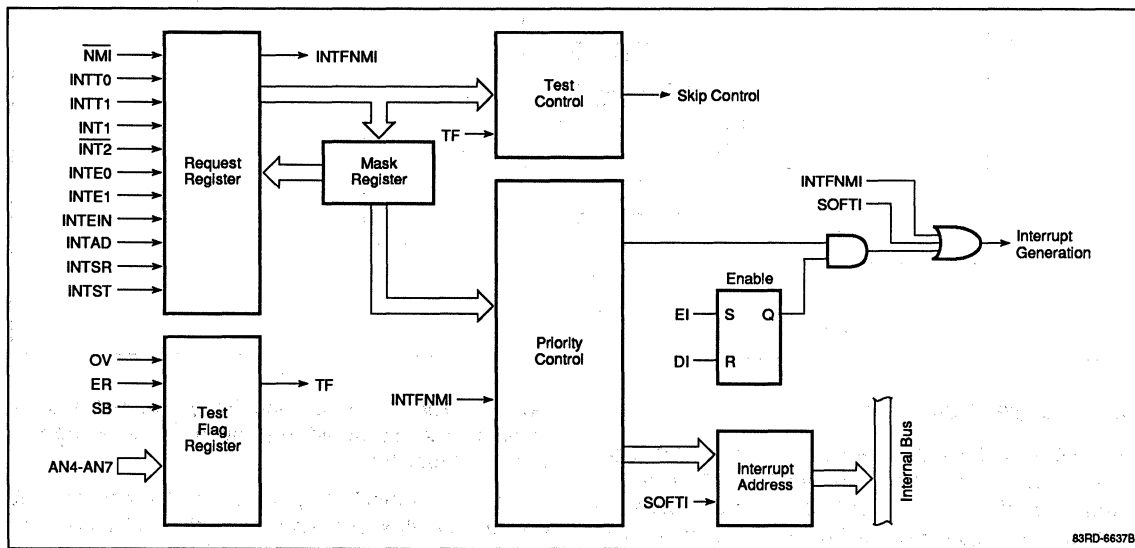 N̅M̅I̅
INTT0
INTT1
INT1
I̅N̅T̅2̅
INTE0
INTE1
INTEIN
INTAD
INTSR
INTST
Request
Register
INTFNMI
Mask
Register
TF
Test
Control
Skip Control
OV
ER
SB
AN4-AN7
Test
Flag
Register
TF
INTFNMI
Priority
Control
Enable
EI
S
Q
DI
R
INTFNMI
SOFTI
Interrupt
Generation
SOFTI
Interrupt
Address
Internal Bus
83RD-6637B